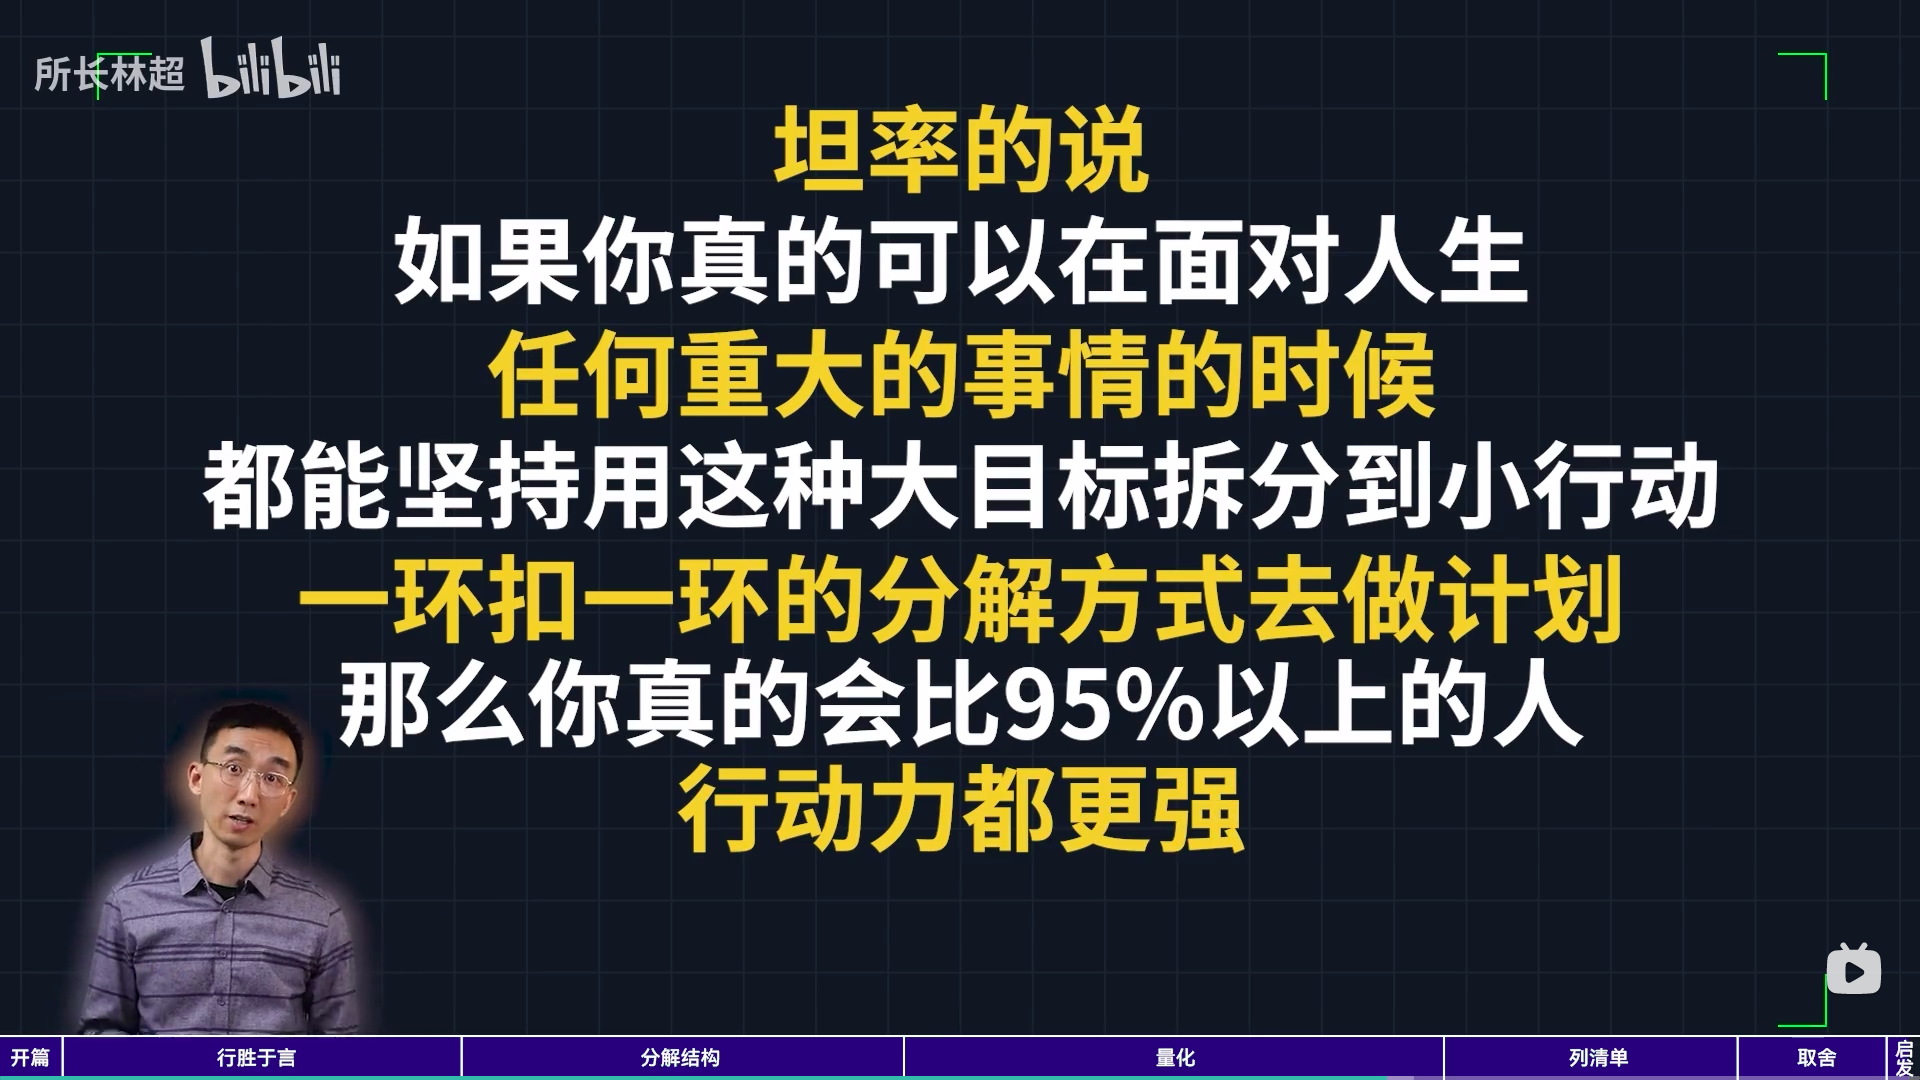 所长林超 bilibili
坦率的说
如果你真的可以在面对人生
任何重大的事情的时候
都能坚持用这种大目标拆分到小行动
一环扣一环的分解方式去做计划
那么你真的会比95%以上的人
行动力都更强
开篇 行胜于言 分解结构 量化 列清单 取舍 启发